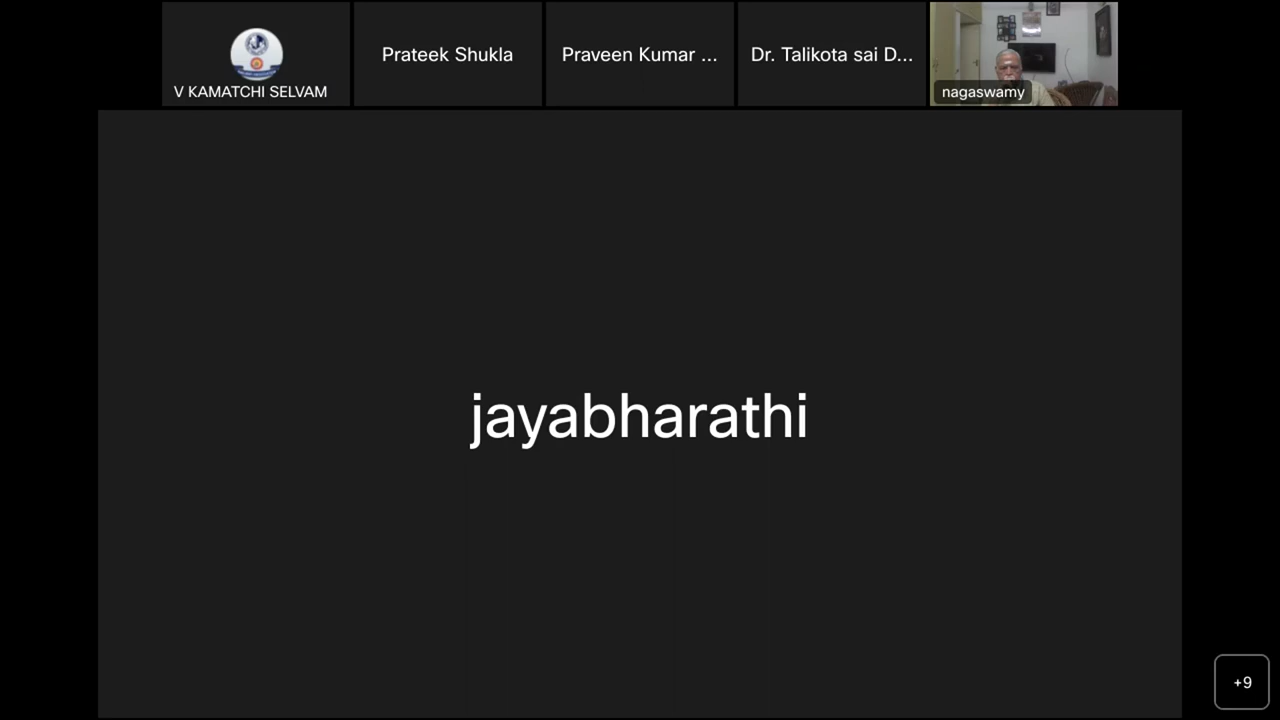 V KAMATCHI SELVAM
Prateek Shukla
Praveen Kumar ...
Dr. Talikota sai D...
nagaswamy
jayabharathi
+9